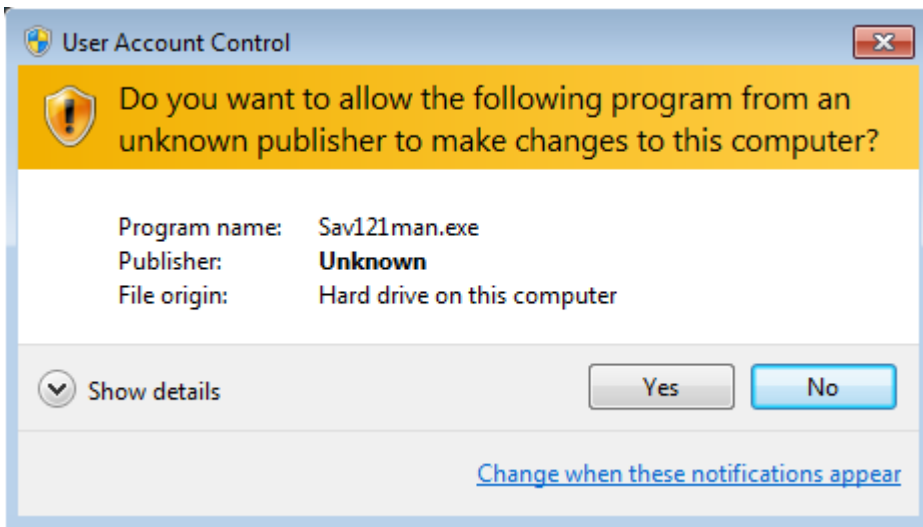 User Account Control
Do you want to allow the following program from an
unknown publisher to make changes to this computer?
Program name: Sav121man.exe
Publisher: Unknown
File origin: Hard drive on this computer
Show details Yes No
Change when these notifications appear